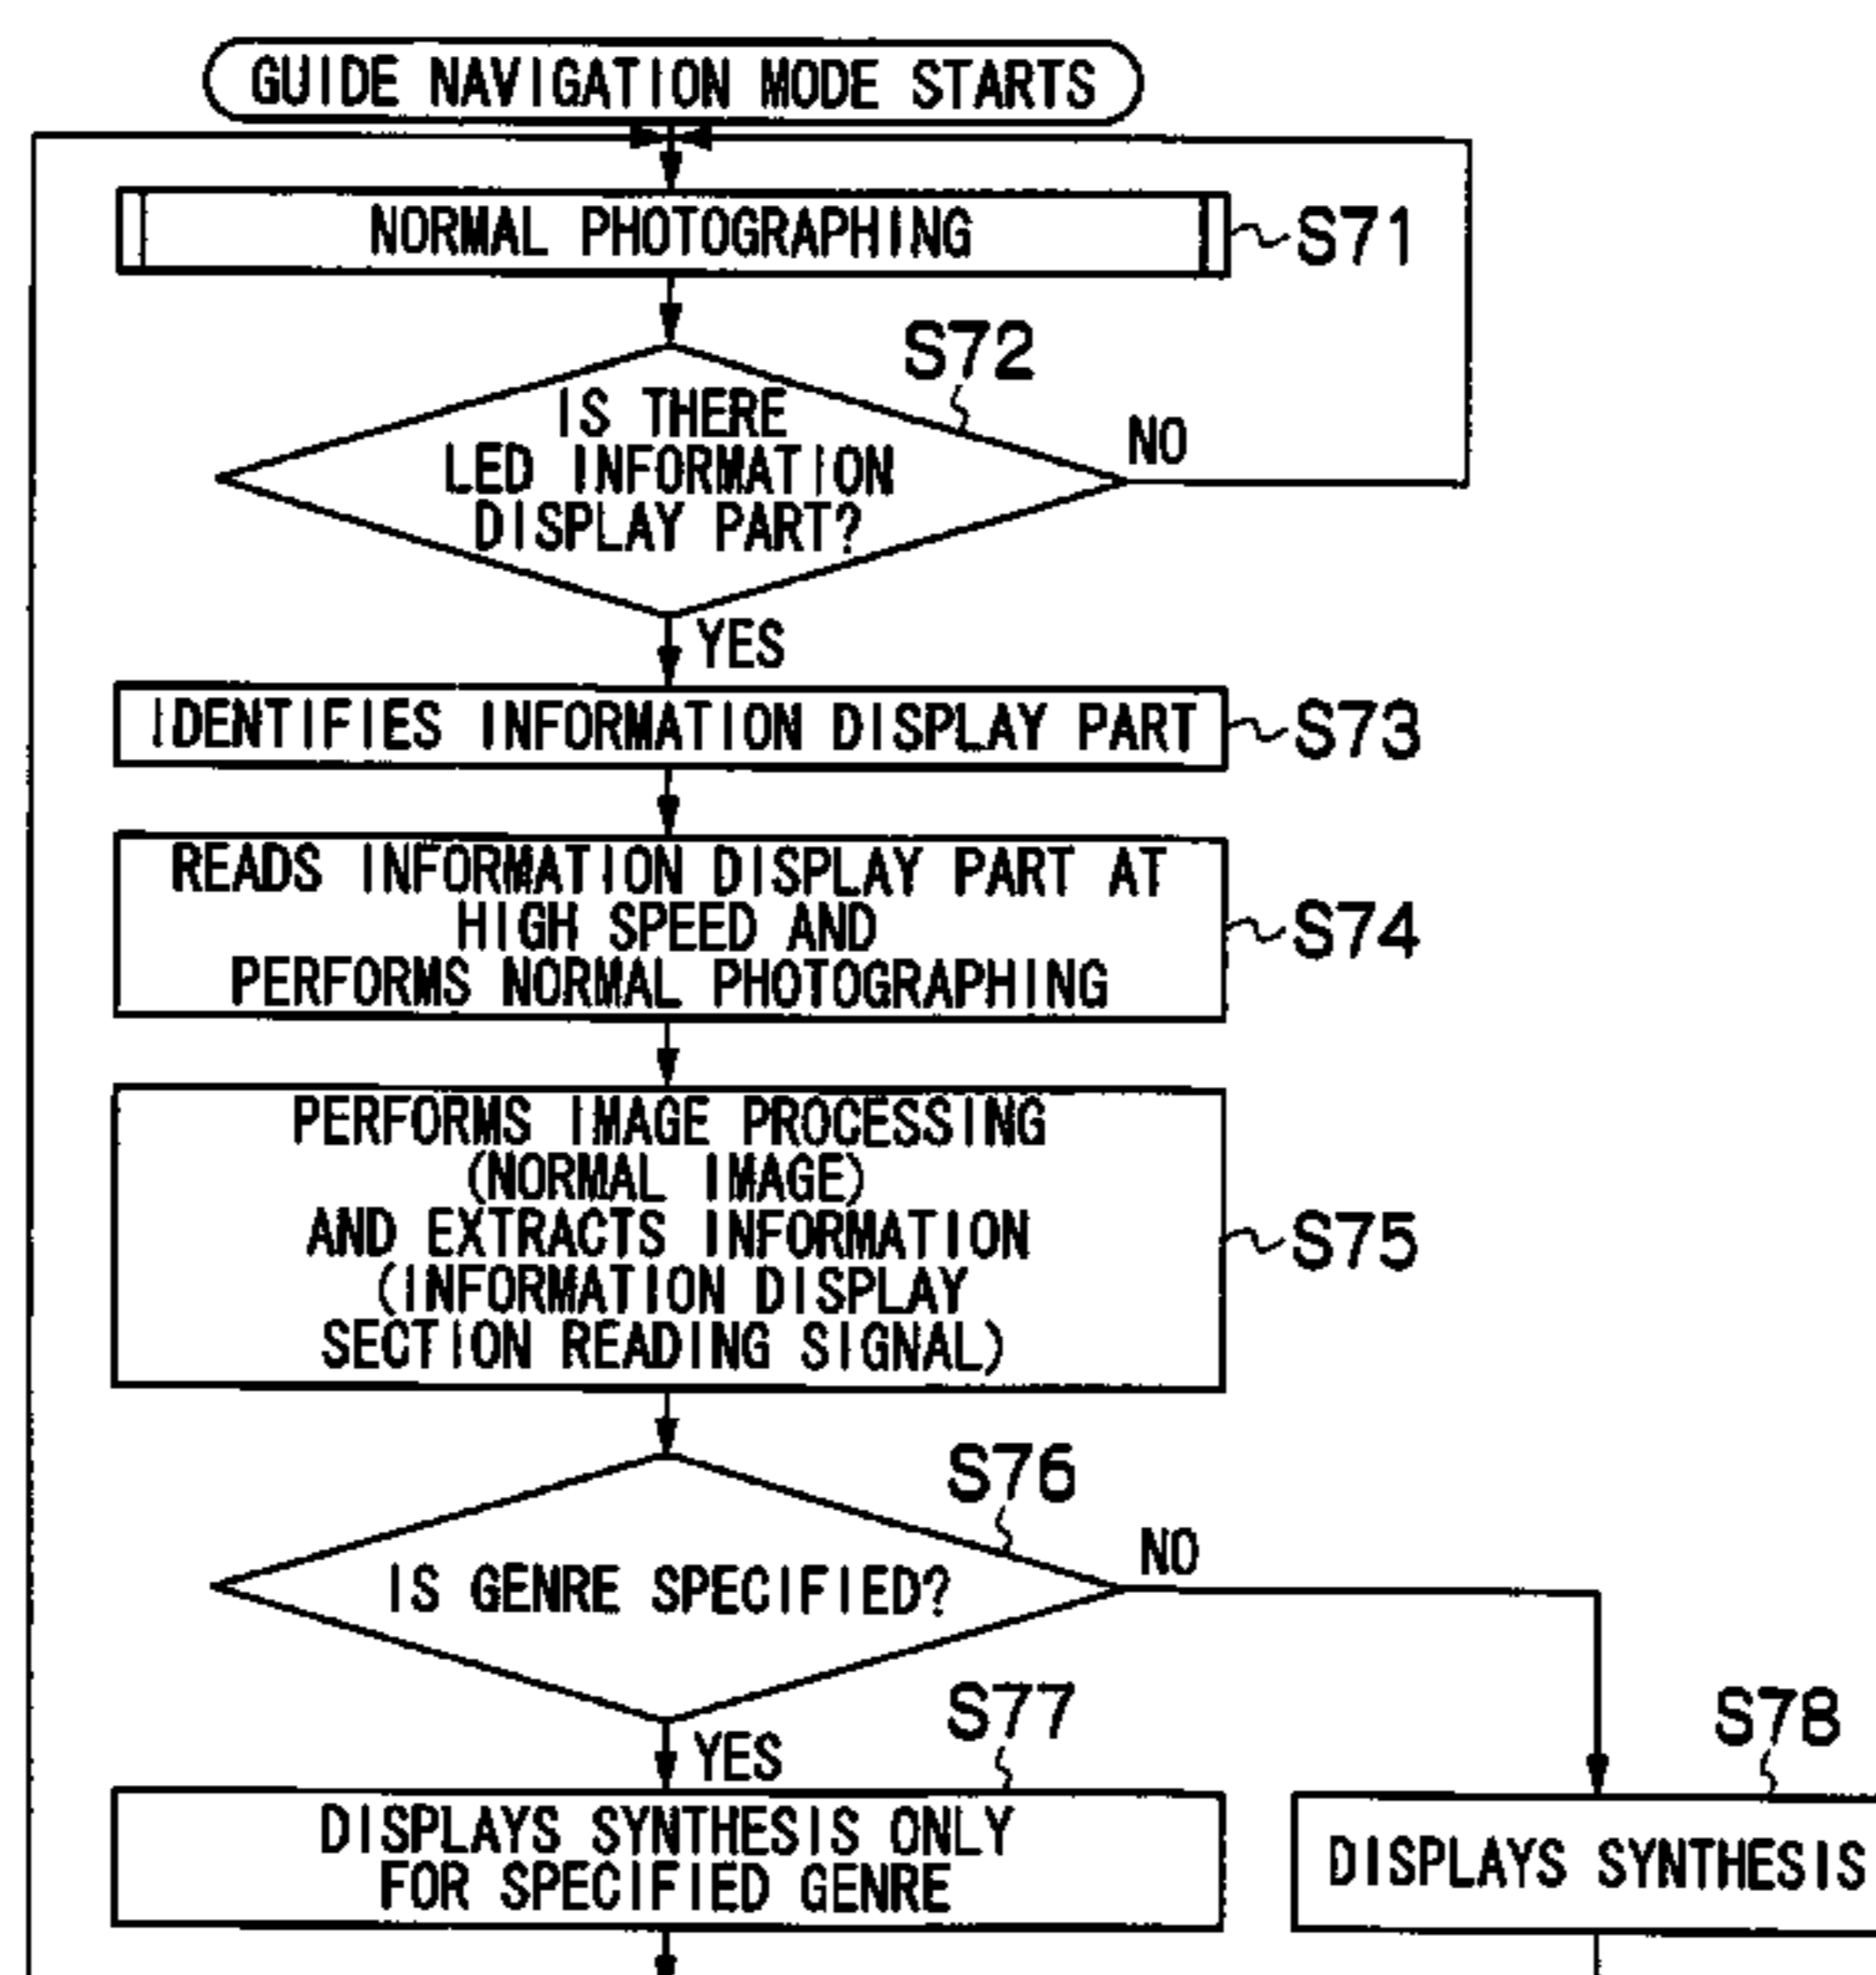 GUIDE NAVIGATION MODE STARTS
NORMAL PHOTOGRAPHING
S71
S72
IS THERE
LED INFORMATION
DISPLAY PART?
NO
YES
IDENTIFIES INFORMATION DISPLAY PART
S73
READS INFORMATION DISPLAY PART AT
HIGH SPEED AND
PERFORMS NORMAL PHOTOGRAPHING
S74
PERFORMS IMAGE PROCESSING
(NORMAL IMAGE)
AND EXTRACTS INFORMATION
(INFORMATION DISPLAY
SECTION READING SIGNAL)
S75
S76
IS GENRE SPECIFIED?
NO
YES
S77
DISPLAYS SYNTHESIS ONLY
FOR SPECIFIED GENRE
S78
DISPLAYS SYNTHESIS